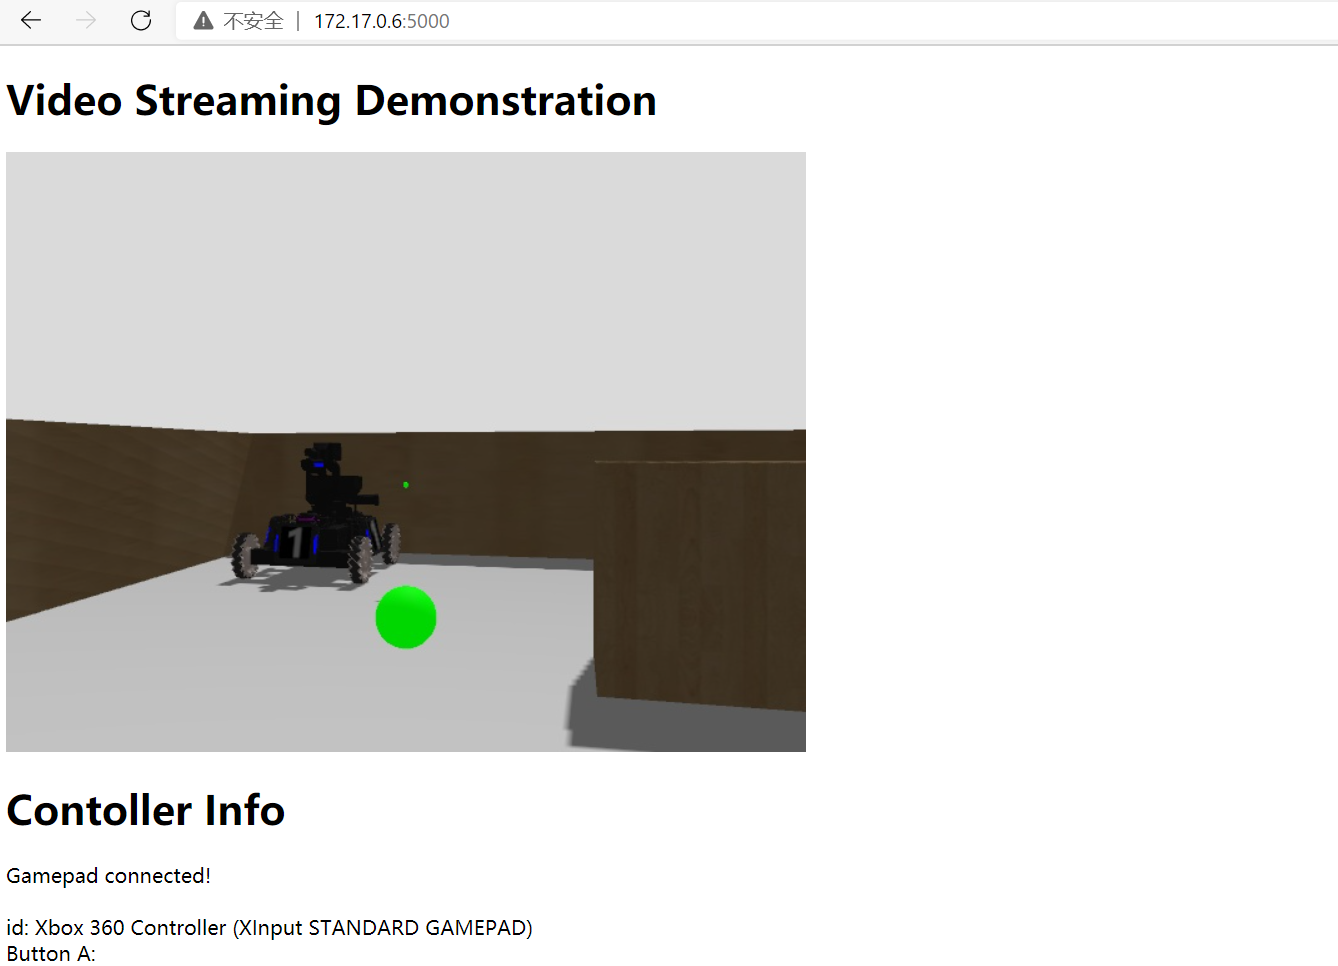 不安全 | 172.17.0.6:5000
Video Streaming Demonstration
1
Contoller Info
Gamepad connected!
id: Xbox 360 Controller (XInput STANDARD GAMEPAD)
Button A: